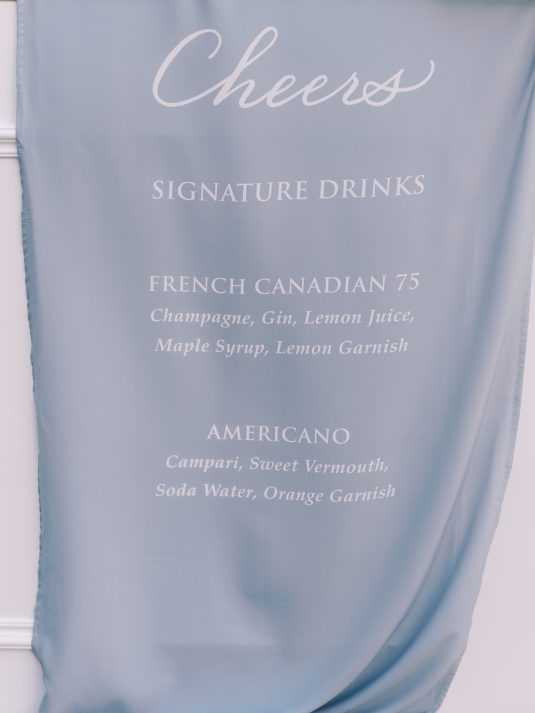 Cheers
SIGNATURE DRINKS
FRENCH CANADIAN 75
Champagne, Gin, Lemon Juice,
Maple Syrup, Lemon Garnish
AMERICANO
Campari, Sweet Vermouth,
Soda Water, Orange Garnish